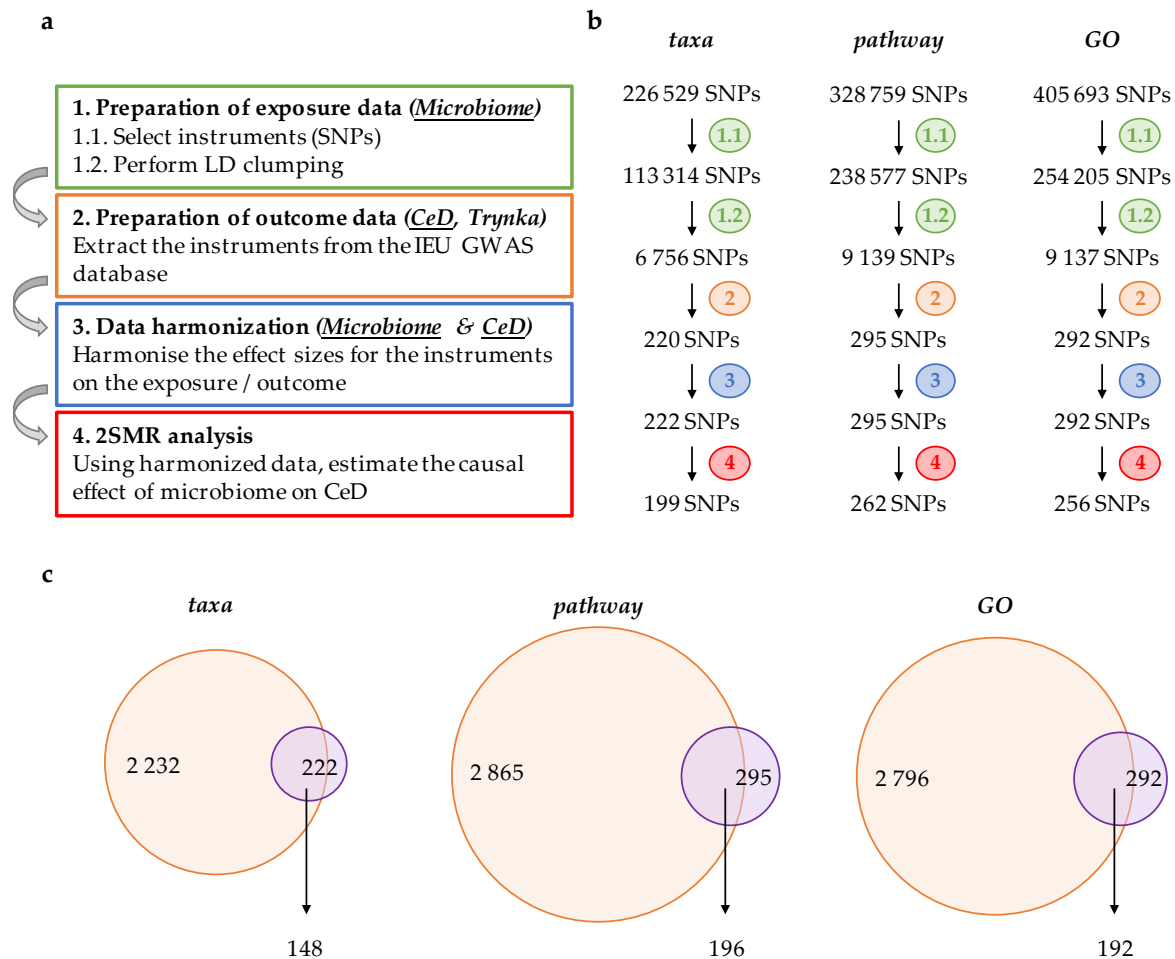 a
1. Preparation of exposure data (Microbiome)
1.1. Select instruments (SNPs)
1.2. Perform LD clumping
2. Preparation of outcome data (CeD, Trynka)
Extract the instruments from the IEU GWAS
database
3. Data harmonization (Microbiome & CeD)
Harmonise the effect sizes for the instruments
on the exposure / outcome
4. 2SMR analysis
Using harmonized data, estimate the causal
effect of microbiome on CeD
b
taxa pathway GO
226 529 SNPs 328 759 SNPs 405 693 SNPs
1.1 1.1 1.1
113 314 SNPs 238 577 SNPs 254 205 SNPs
1.2 1.2 1.2
6 756 SNPs 9 139 SNPs 9 137 SNPs
2 2 2
220 SNPs 295 SNPs 292 SNPs
3 3 3
222 SNPs 295 SNPs 292 SNPs
4 4 4
199 SNPs 262 SNPs 256 SNPs
c
taxa pathway GO
2 232 222 2 865 295 2 796 292
148 196 192